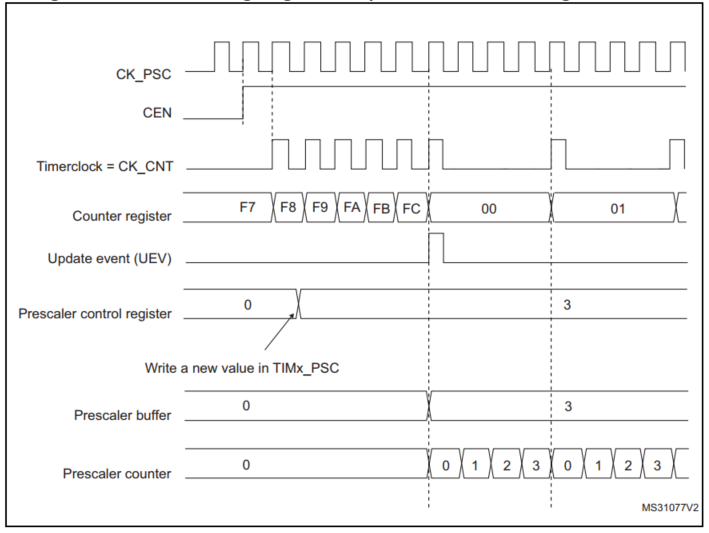 CK_PSC
CEN
Timerclock = CK_CNT
Counter register F7 F8 F9 FA FB FC 00 01
Update event (UEV)
Prescaler control register 0 3
Write a new value in TIMx_PSC
Prescaler buffer 0 3
Prescaler counter 0 0 1 2 3 0 1 2 3
MS31077V2